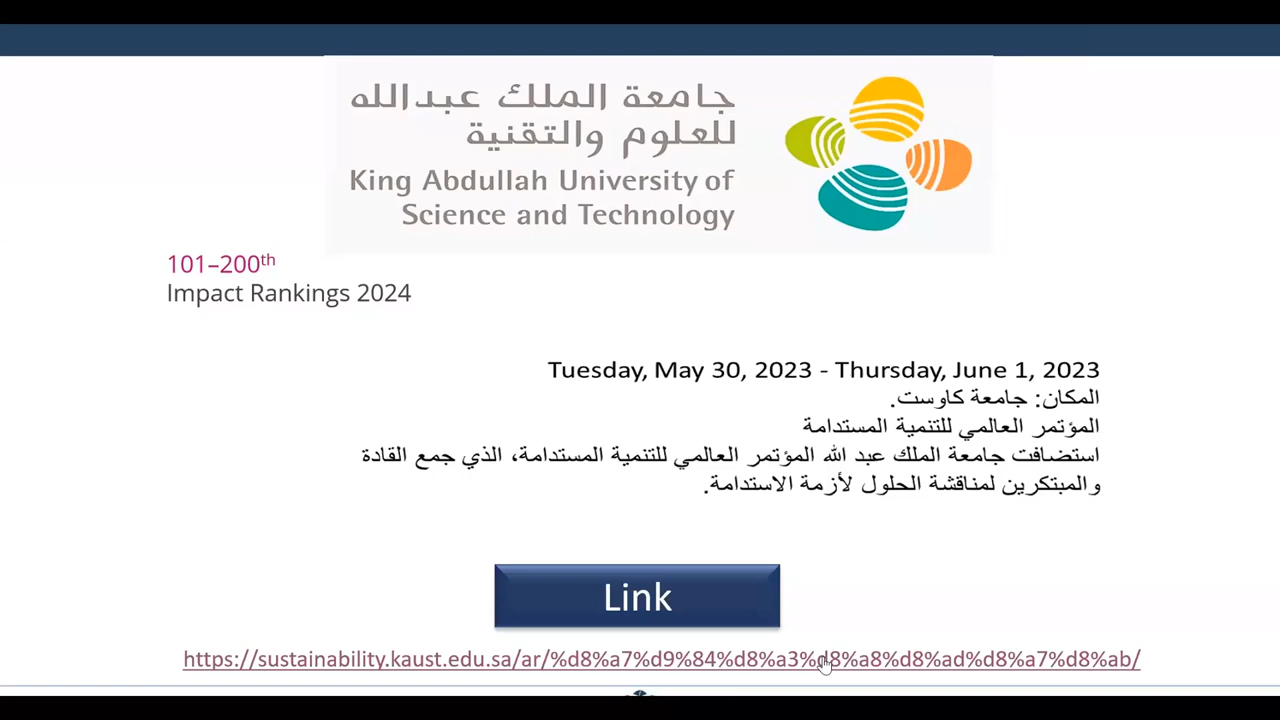 جامعة الملك عبدالله
للعلوم والتقنية
King Abdullah University of
Science and Technology
101–200th
Impact Rankings 2024
Tuesday, May 30, 2023 - Thursday, June 1, 2023
المكان: جامعة كاوست.
المؤتمر العالمي للتنمية المستدامة
استضافت جامعة الملك عبد الله المؤتمر العالمي للتنمية المستدامة، الذي جمع القادة
والمبتكرين لمناقشة الحلول لأزمة الاستدامة.
Link
https://sustainability.kaust.edu.sa/ar/%d8%a7%d9%84%d8%a3%d8%a8%d8%ad%d8%a7%d8%ab/